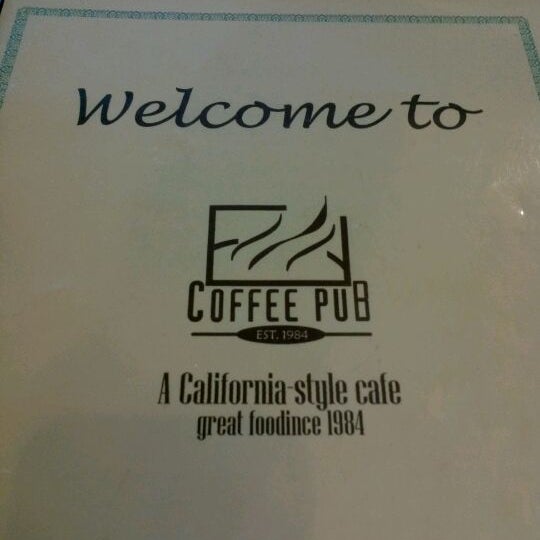 Welcome to
COFFEE PUB
EST. 1984
A California-style cafe
great foodince 1984